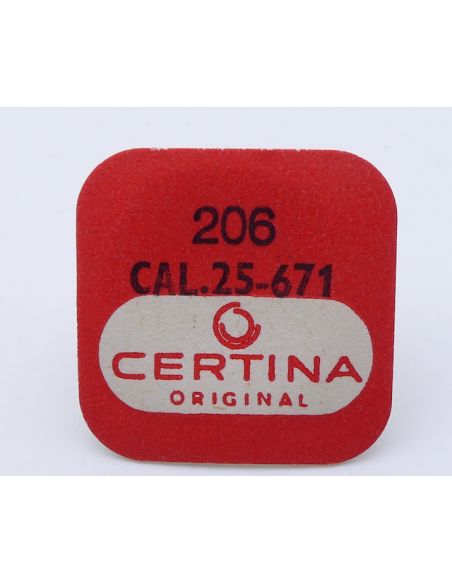 206
CAL.25-671
CERTINA
ORIGINAL